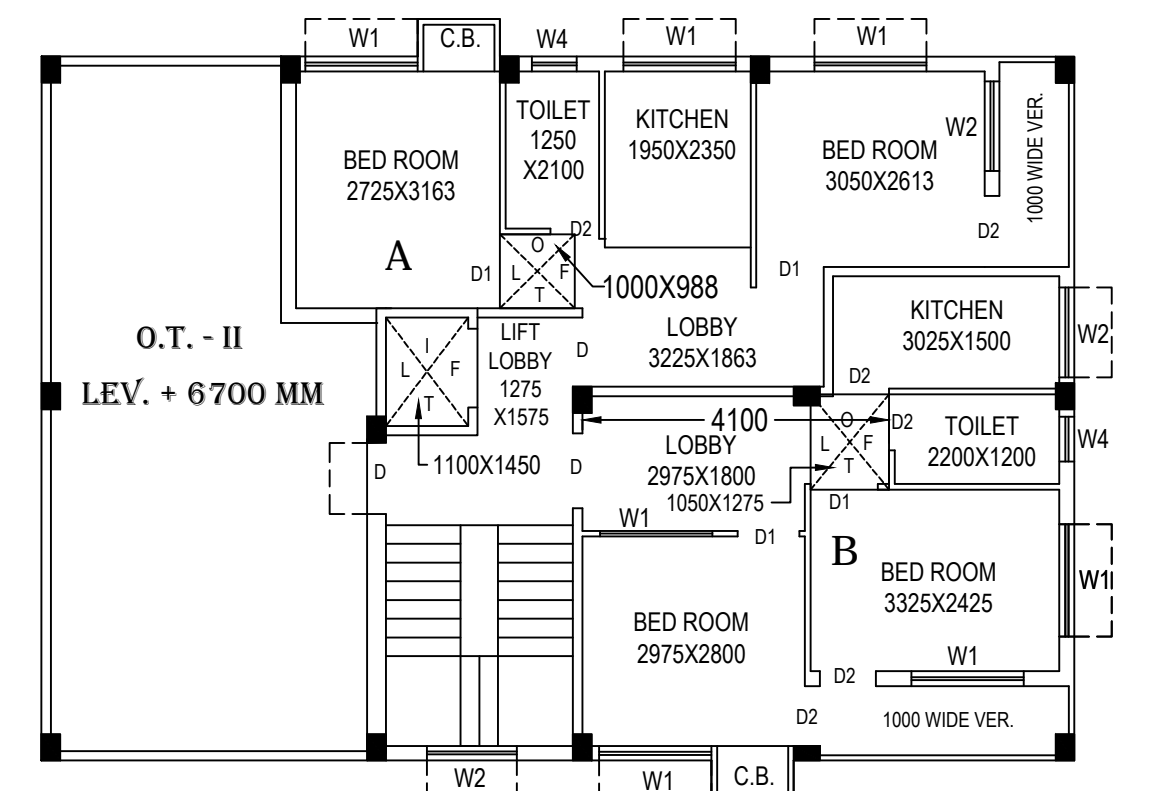 W1
C.B.
W4
W1
W1
BED ROOM
2725X3163
TOILET
1250
X2100
KITCHEN
1950X2350
BED ROOM
3050X2613
W2
1000 WIDE VER.
D2
D2
A
D1
O
L F
T
1000X988
D1
O.T. - II
LEV. + 6700 MM
I
L F
T
LIFT
LOBBY
1275
X1575
D
LOBBY
3225X1863
KITCHEN
3025X1500
W2
D2
1100X1450
D
D
4100
LOBBY
2975X1800
1050X1275
O
L F
T
D2
TOILET
2200X1200
W4
D1
W1
D1
B
BED ROOM
3325X2425
W1
BED ROOM
2975X2800
W1
D2
D2
1000 WIDE VER.
W2
W1
C.B.